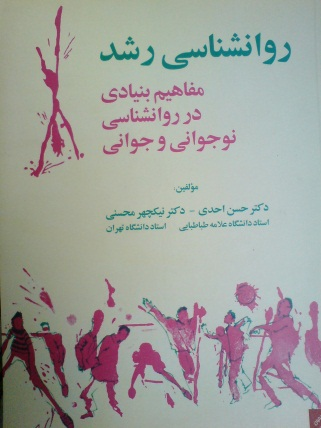 روانشناسی رشد
مفاهیم بنیادی
در روانشناسی
نوجوانی و جوانی
مؤلفین:
دکتر حسن احدی - دکتر نیکچهر محسنی
استاد دانشگاه علامه طباطبایی استاد دانشگاه تهران